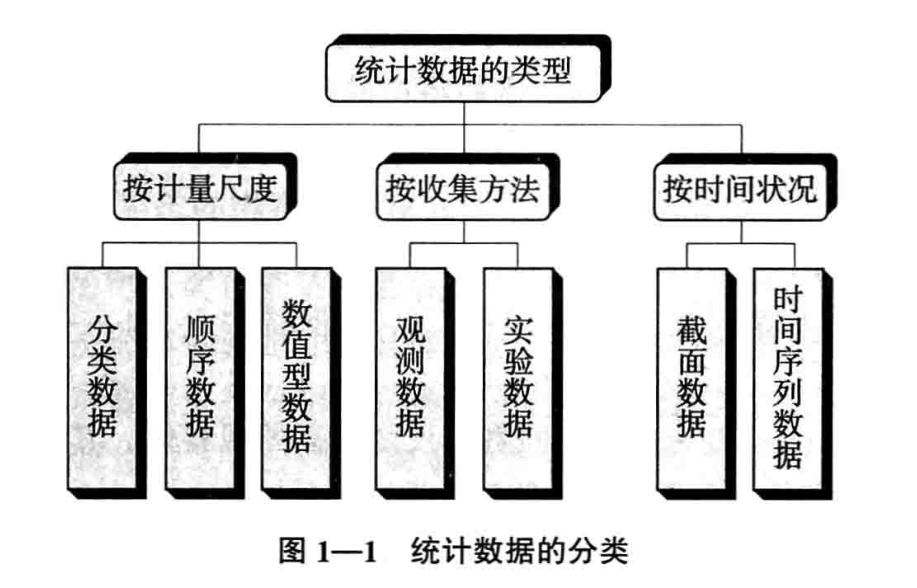 统计数据的类型
按计量尺度
按收集方法
按时间状况
分类数据
顺序数据
数值型数据
观测数据
实验数据
截面数据
时间序列数据
图 1—1 统计数据的分类